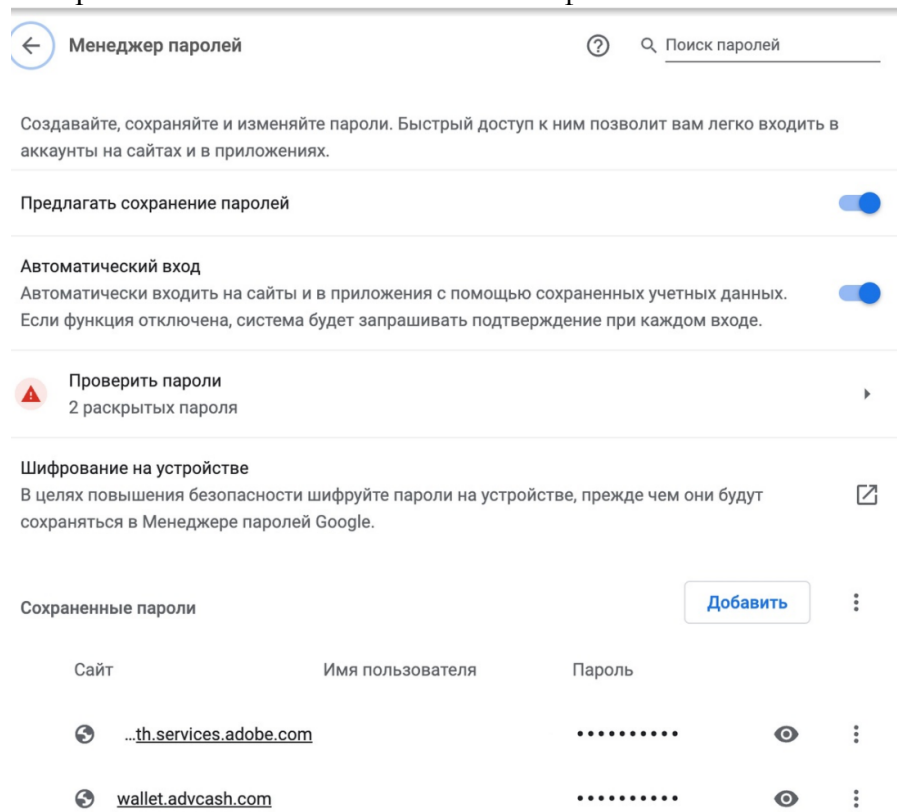 Менеджер паролей
Поиск паролей
Создавайте, сохраняйте и изменяйте пароли. Быстрый доступ к ним позволит вам легко входить в
аккаунты на сайтах и в приложениях.
Предлагать сохранение паролей
Автоматический вход
Автоматически входить на сайты и в приложения с помощью сохраненных учетных данных.
Если функция отключена, система будет запрашивать подтверждение при каждом входе.
Проверить пароли
2 раскрытых пароля
Шифрование на устройстве
В целях повышения безопасности шифруйте пароли на устройстве, прежде чем они будут
сохраняться в Менеджере паролей Google.
Сохраненные пароли
Добавить
Сайт Имя пользователя Пароль
...th.services.adobe.com ••••••••••
wallet.advcash.com ••••••••••